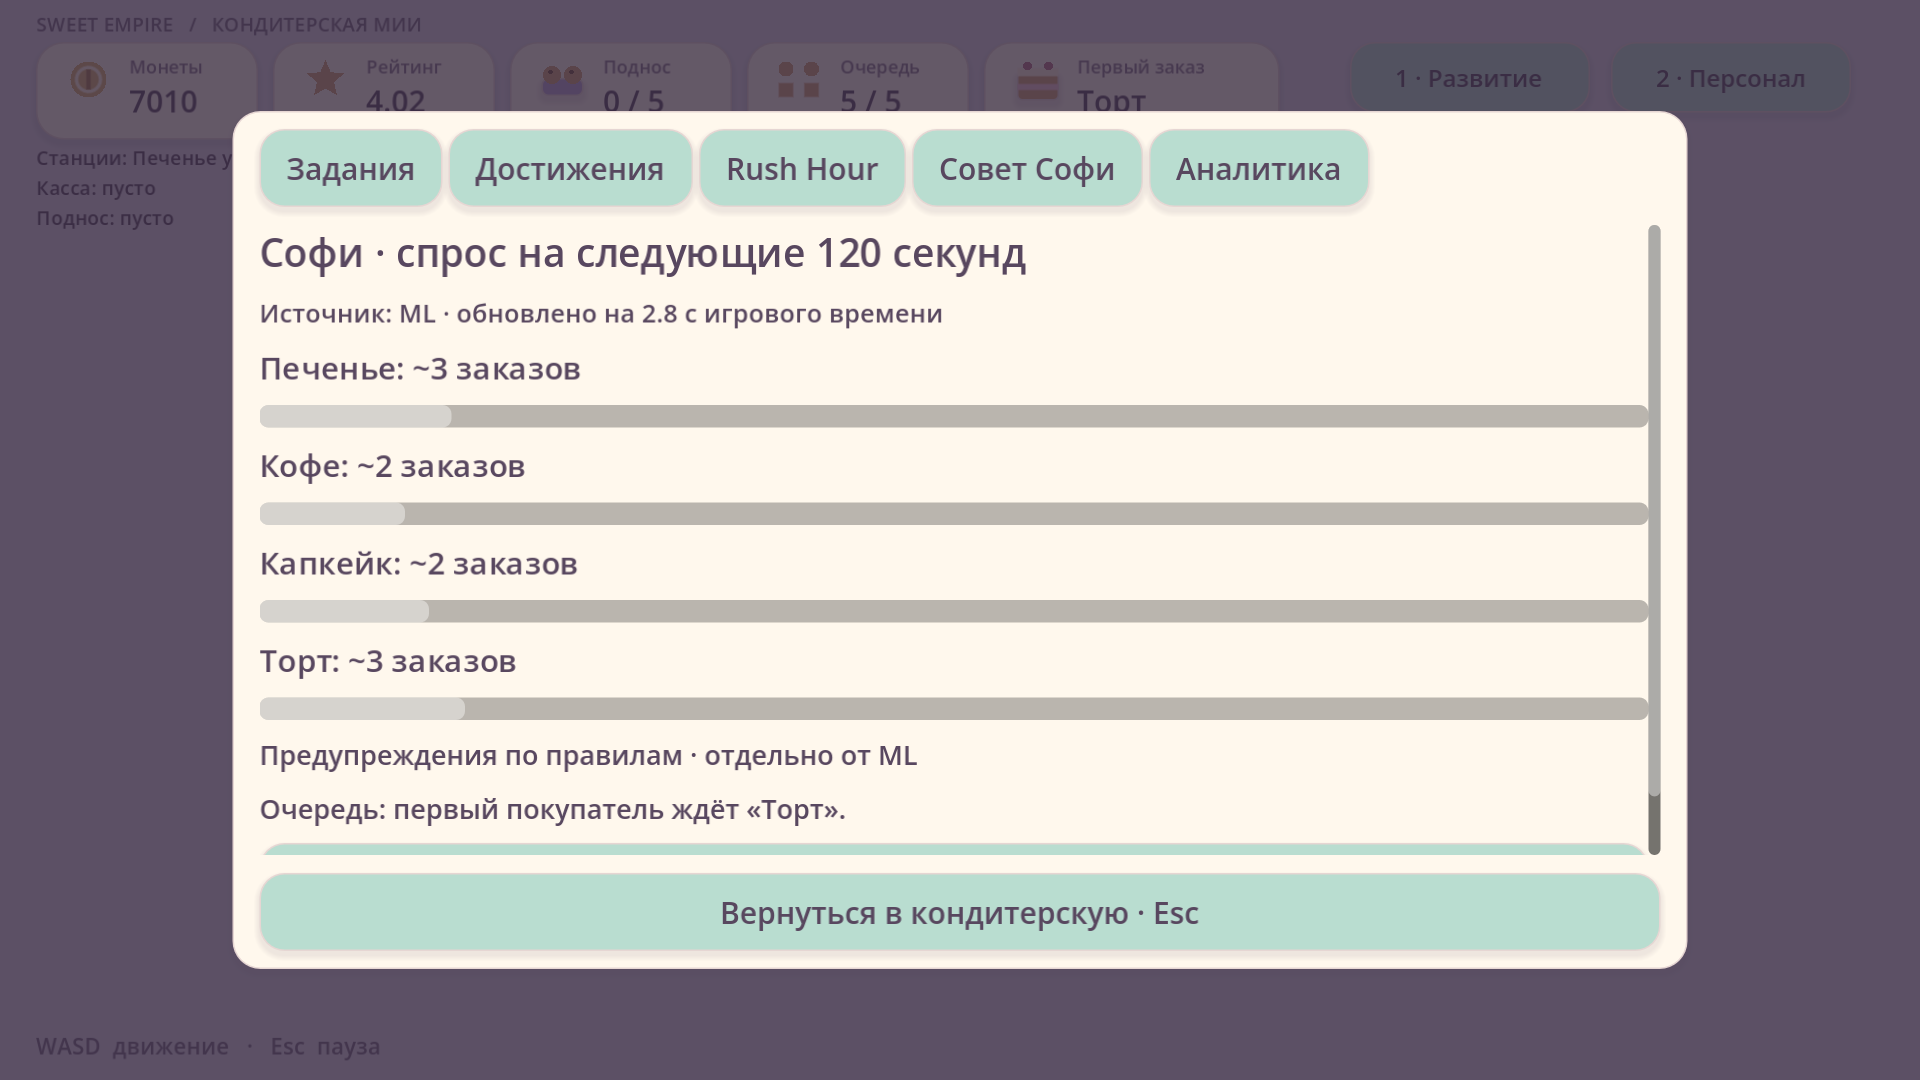 SWEET EMPIRE / КОНДИТЕРСКАЯ МИИ
Монеты
7010
Рейтинг
4.02
Поднос
0 / 5
Очередь
5 / 5
Первый заказ
Торт
1 · Развитие
2 · Персонал
Станции: Печенье у
Касса: пусто
Поднос: пусто
Задания
Достижения
Rush Hour
Совет Софи
Аналитика
Софи · спрос на следующие 120 секунд
Источник: ML · обновлено на 2.8 с игрового времени
Печенье: ~3 заказов
Кофе: ~2 заказов
Капкейк: ~2 заказов
Торт: ~3 заказов
Предупреждения по правилам · отдельно от ML
Очередь: первый покупатель ждёт «Торт».
Вернуться в кондитерскую · Esc
WASD движение · Esc пауза